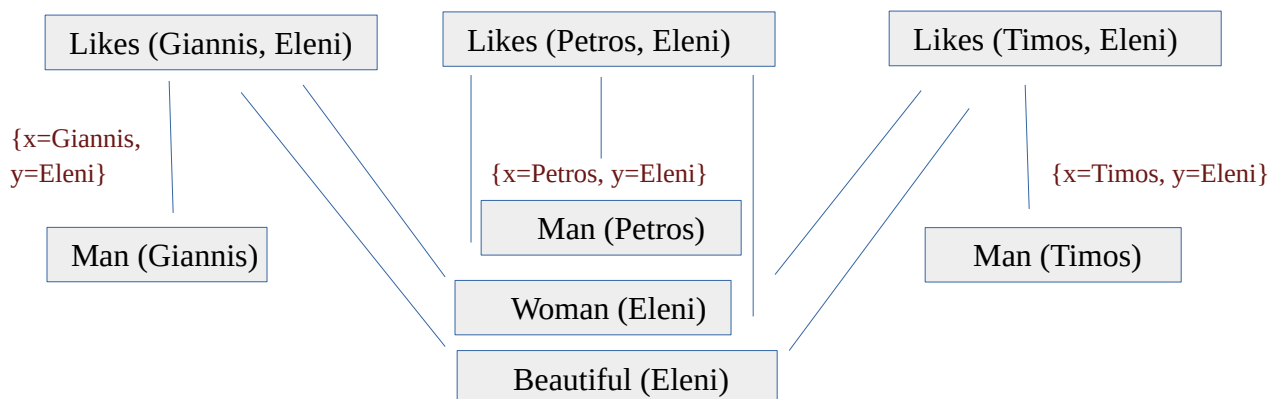 Likes (Giannis, Eleni)
Likes (Petros, Eleni)
Likes (Timos, Eleni)
{x=Giannis,
y=Eleni}
{x=Petros, y=Eleni}
{x=Timos, y=Eleni}
Man (Giannis)
Man (Petros)
Man (Timos)
Woman (Eleni)
Beautiful (Eleni)